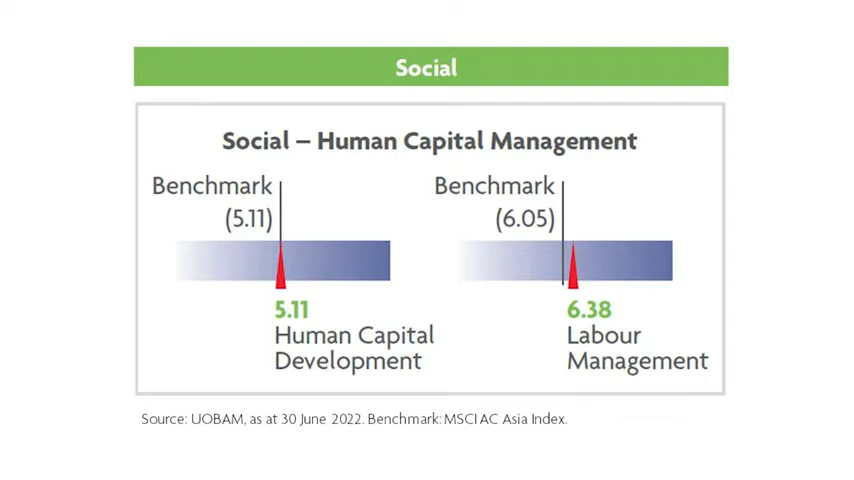 Social
Social – Human Capital Management
Benchmark
(5.11)
Benchmark
(6.05)
5.11
Human Capital
Development
6.38
Labour
Management
Source: UOBAM, as at 30 June 2022. Benchmark: MSCI AC Asia Index.